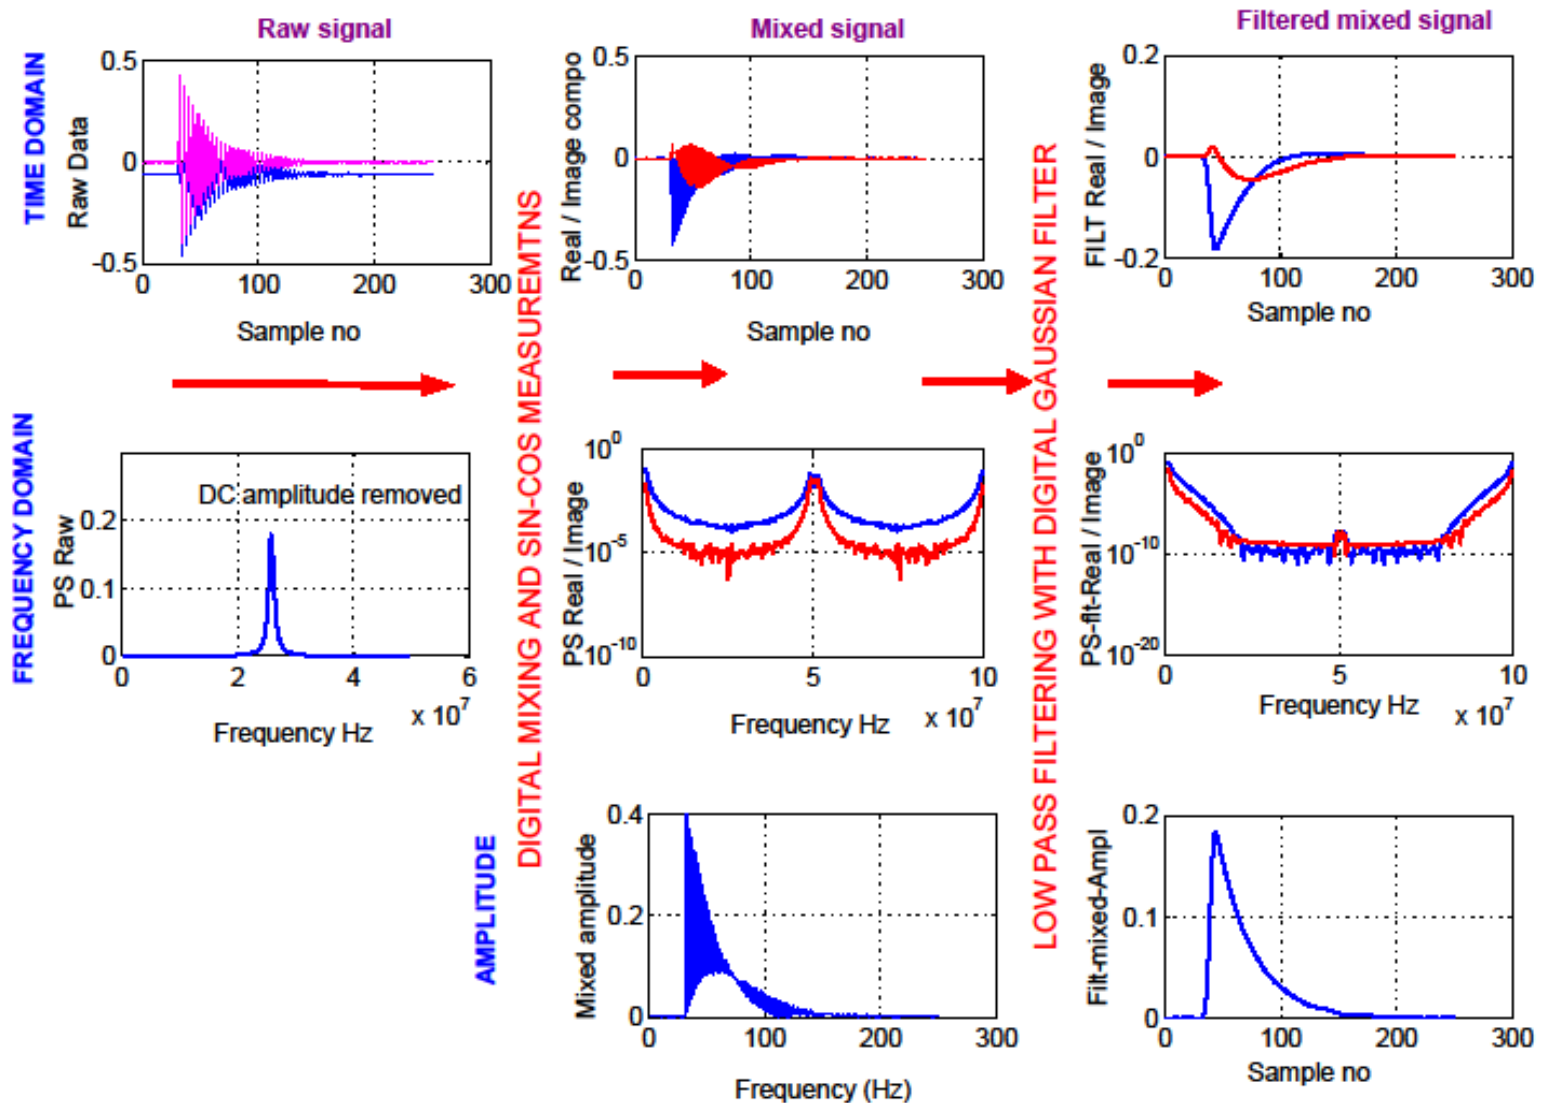 Raw signal
Mixed signal
Filtered mixed signal
TIME DOMAIN
Raw Data
0.5
0
-0.5
0 100 200 300
Sample no
Real / Image compo
0.5
0
-0.5
0 100 200 300
Sample no
FILT Real / Image
0.2
0
-0.2
0 100 200 300
Sample no
DIGITAL MIXING AND SIN-COS MEASUREMTNS
LOW PASS FILTERING WITH DIGITAL GAUSSIAN FILTER
FREQUENCY DOMAIN
PS Raw
DC amplitude removed
0.2
0.1
0
0 2 4 6
x 10^7
Frequency Hz
PS Real / Image
10^0
10^-5
10^-10
0 5 10
x 10^7
Frequency Hz
PS-flt-Real / Image
10^0
10^-10
10^-20
0 5 10
x 10^7
Frequency Hz
AMPLITUDE
Mixed amplitude
0.4
0.2
0
0 100 200 300
Frequency (Hz)
Filt-mixed-Ampl
0.2
0.1
0
0 100 200 300
Sample no